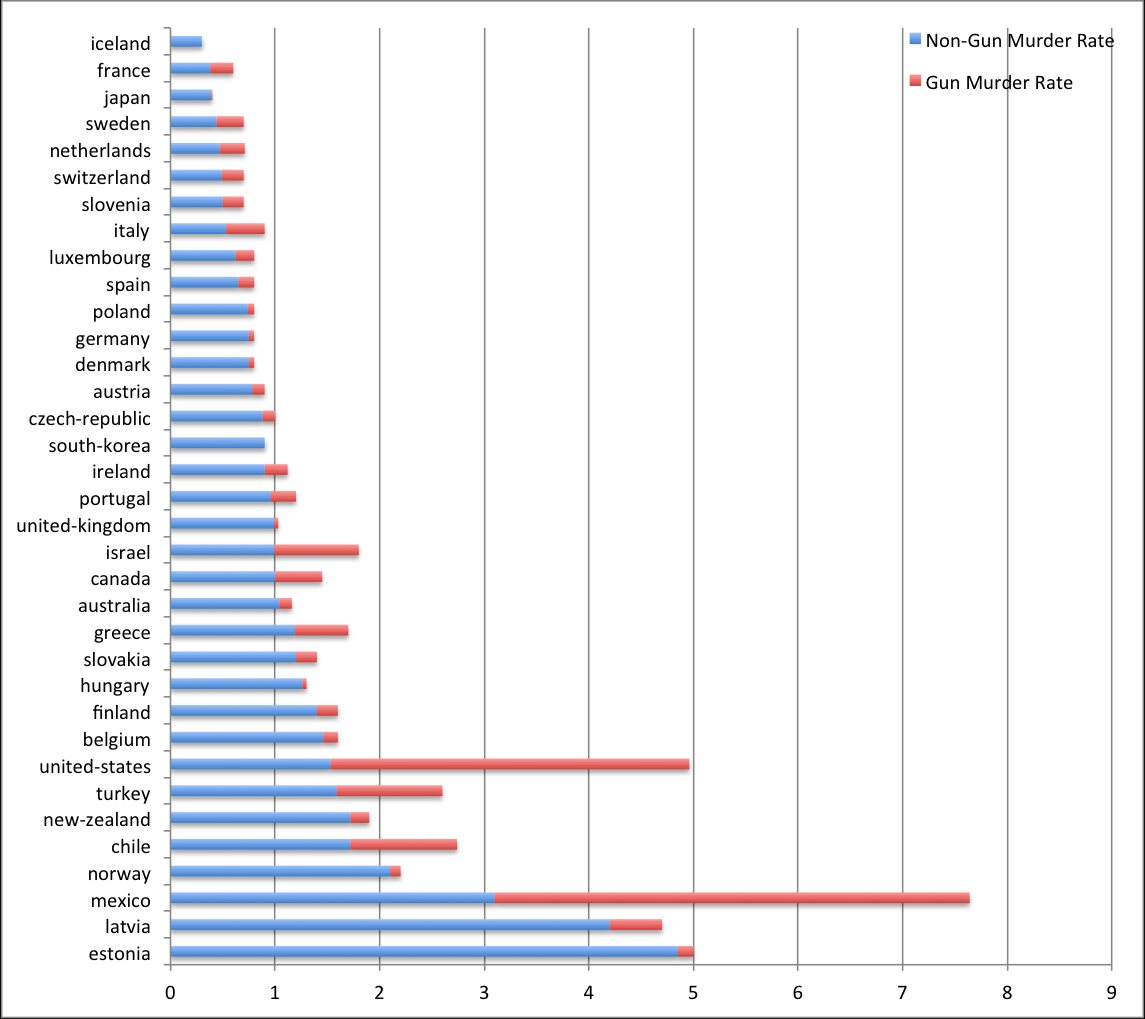 iceland
Non-Gun Murder Rate
france
Gun Murder Rate
japan
sweden
netherlands
switzerland
slovenia
italy
luxembourg
spain
poland
germany
denmark
austria
czech-republic
south-korea
ireland
portugal
united-kingdom
israel
canada
australia
greece
slovakia
hungary
finland
belgium
united-states
turkey
new-zealand
chile
norway
mexico
latvia
estonia
0 1 2 3 4 5 6 7 8 9